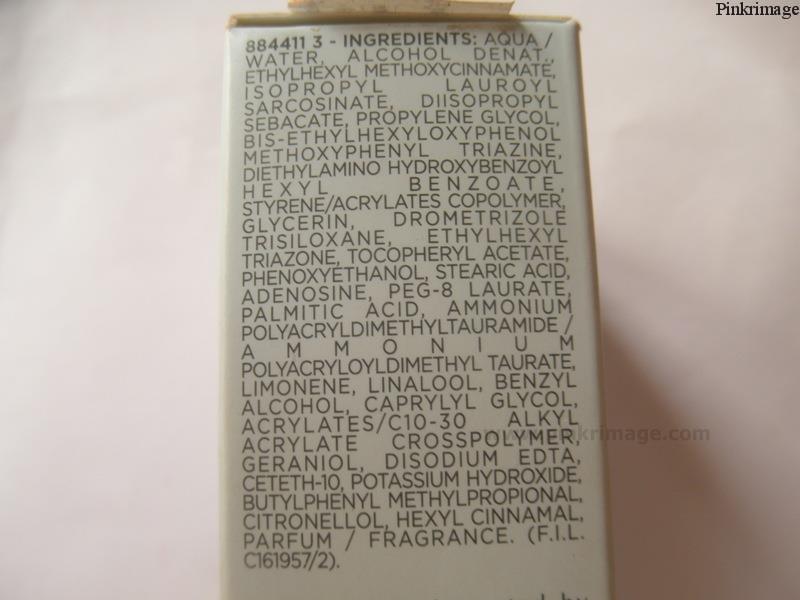 Pinkrimage
884411 3 - INGREDIENTS: AQUA /
WATER, ALCOHOL DENAT.,
ETHYLHEXYL METHOXYCINNAMATE,
ISOPROPYL LAUROYL
SARCOSINATE, DIISOPROPYL
SEBACATE, PROPYLENE GLYCOL,
BIS-ETHYLHEXYLOXYPHENOL
METHOXYPHENYL TRIAZINE,
DIETHYLAMINO HYDROXYBENZOYL
HEXYL BENZOATE,
STYRENE/ACRYLATES COPOLYMER,
GLYCERIN, DROMETRIZOLE
TRISILOXANE, ETHYLHEXYL
TRIAZONE, TOCOPHERYL ACETATE,
PHENOXYETHANOL, STEARIC ACID,
ADENOSINE, PEG-8 LAURATE,
PALMITIC ACID, AMMONIUM
POLYACRYLDIMETHYLTAURAMIDE /
AMMONIUM
POLYACRYLOYLDIMETHYL TAURATE,
LIMONENE, LINALOOL, BENZYL
ALCOHOL, CAPRYLYL GLYCOL,
ACRYLATES/C10-30 ALKYL
ACRYLATE CROSSPOLYMER,
GERANIOL, DISODIUM EDTA,
CETETH-10, POTASSIUM HYDROXIDE,
BUTYLPHENYL METHYLPROPIONAL,
CITRONELLOL, HEXYL CINNAMAL,
PARFUM / FRAGRANCE. (F.I.L.
C161957/2).